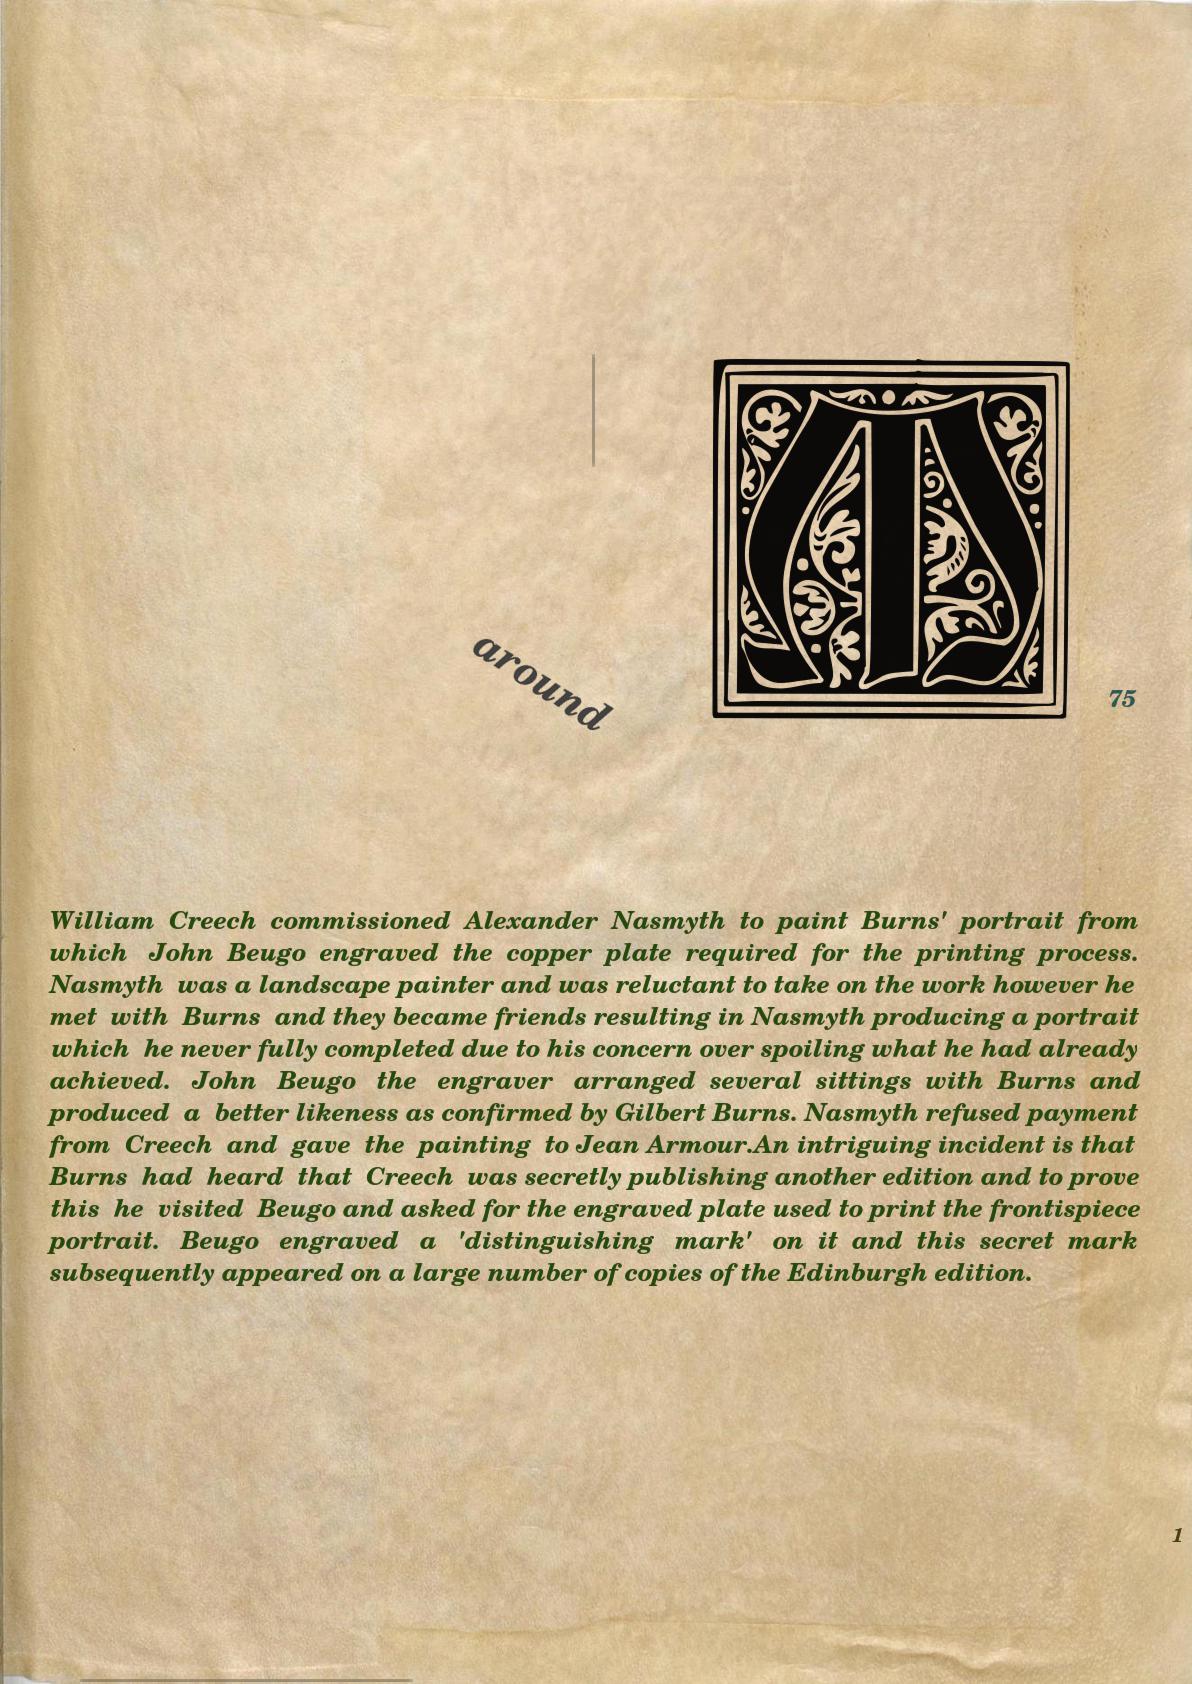 around
75
William Creech commissioned Alexander Nasmyth to paint Burns' portrait from
which John Beugo engraved the copper plate required for the printing process.
Nasmyth was a landscape painter and was reluctant to take on the work however he
met with Burns and they became friends resulting in Nasmyth producing a portrait
which he never fully completed due to his concern over spoiling what he had already
achieved. John Beugo the engraver arranged several sittings with Burns and
produced a better likeness as confirmed by Gilbert Burns. Nasmyth refused payment
from Creech and gave the painting to Jean Armour.An intriguing incident is that
Burns had heard that Creech was secretly publishing another edition and to prove
this he visited Beugo and asked for the engraved plate used to print the frontispiece
portrait. Beugo engraved a 'distinguishing mark' on it and this secret mark
subsequently appeared on a large number of copies of the Edinburgh edition.
1